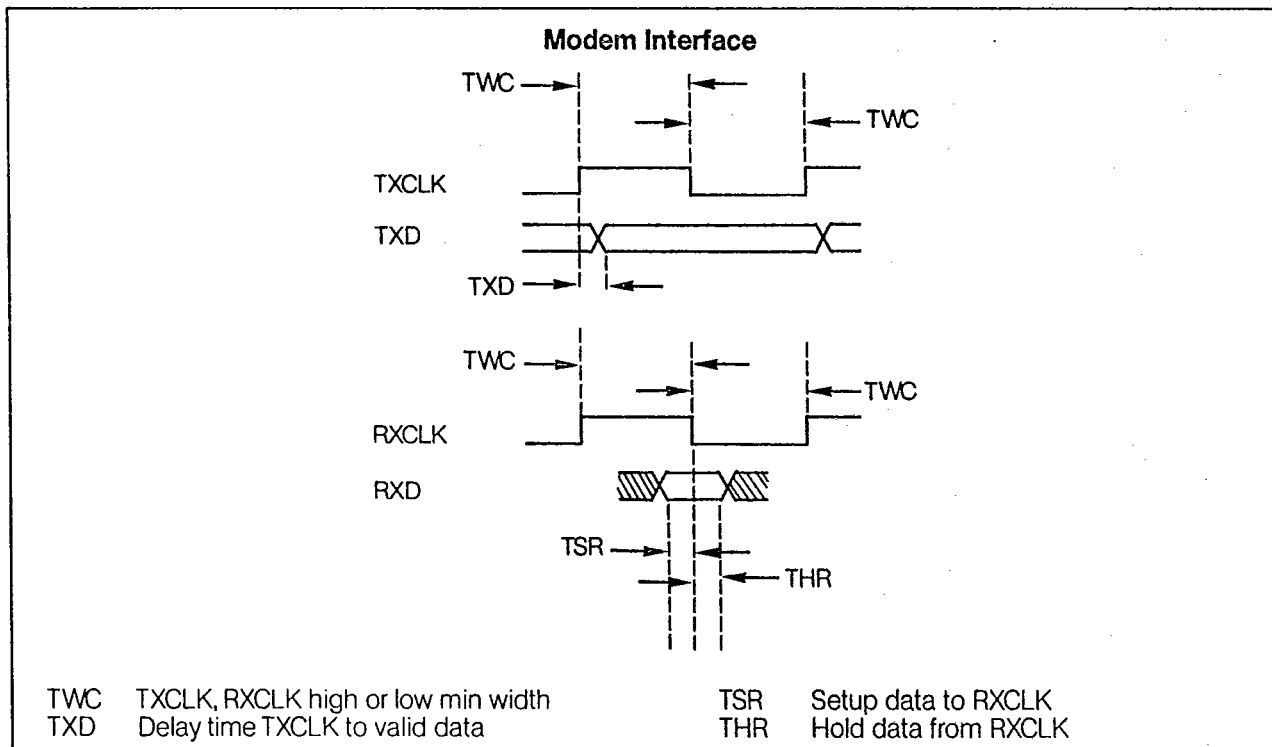 Modem Interface
TWC
TWC
TXCLK
TXD
TXD
TWC
TWC
RXCLK
RXD
TSR
THR
TWC TXCLK, RXCLK high or low min width
TXD Delay time TXCLK to valid data
TSR Setup data to RXCLK
THR Hold data from RXCLK